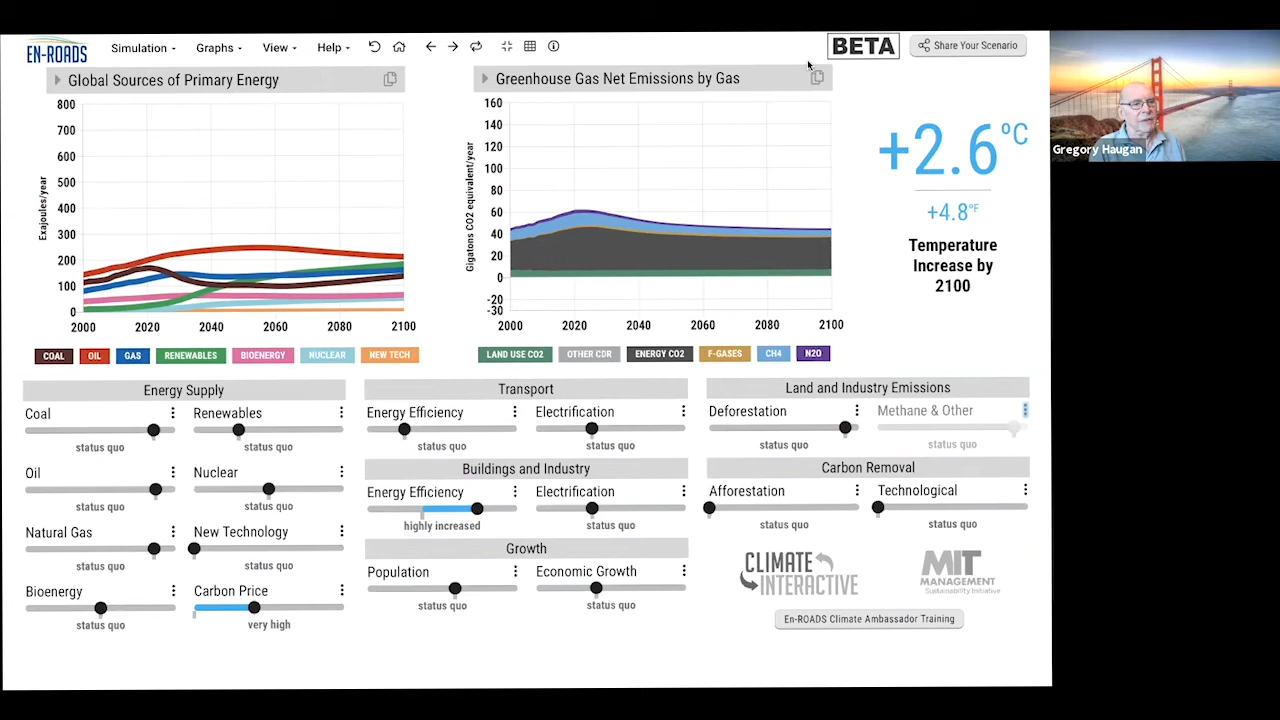 EN-ROADS
Simulation Graphs View Help
BETA
Share Your Scenario
Global Sources of Primary Energy
800
700
600
500
400
300
200
100
0
Exajoules/year
2000 2020 2040 2060 2080 2100
COAL OIL GAS RENEWABLES BIOENERGY NUCLEAR NEW TECH
Greenhouse Gas Net Emissions by Gas
160
140
120
100
80
60
40
20
0
-20
-30
Gigatons CO2 equivalent/year
2000 2020 2040 2060 2080 2100
LAND USE CO2 OTHER CDR ENERGY CO2 F-GASES CH4 N2O
+2.6°C
+4.8°F
Temperature
Increase by
2100
Gregory Haugan
Energy Supply
Coal
status quo
Renewables
status quo
Oil
status quo
Nuclear
status quo
Natural Gas
status quo
New Technology
status quo
Bioenergy
status quo
Carbon Price
very high
Transport
Energy Efficiency
status quo
Electrification
status quo
Buildings and Industry
Energy Efficiency
highly increased
Electrification
status quo
Growth
Population
status quo
Economic Growth
status quo
Land and Industry Emissions
Deforestation
status quo
Methane & Other
status quo
Carbon Removal
Afforestation
status quo
Technological
status quo
CLIMATE
INTERACTIVE
MIT
MANAGEMENT
Sustainability Initiative
En-ROADS Climate Ambassador Training